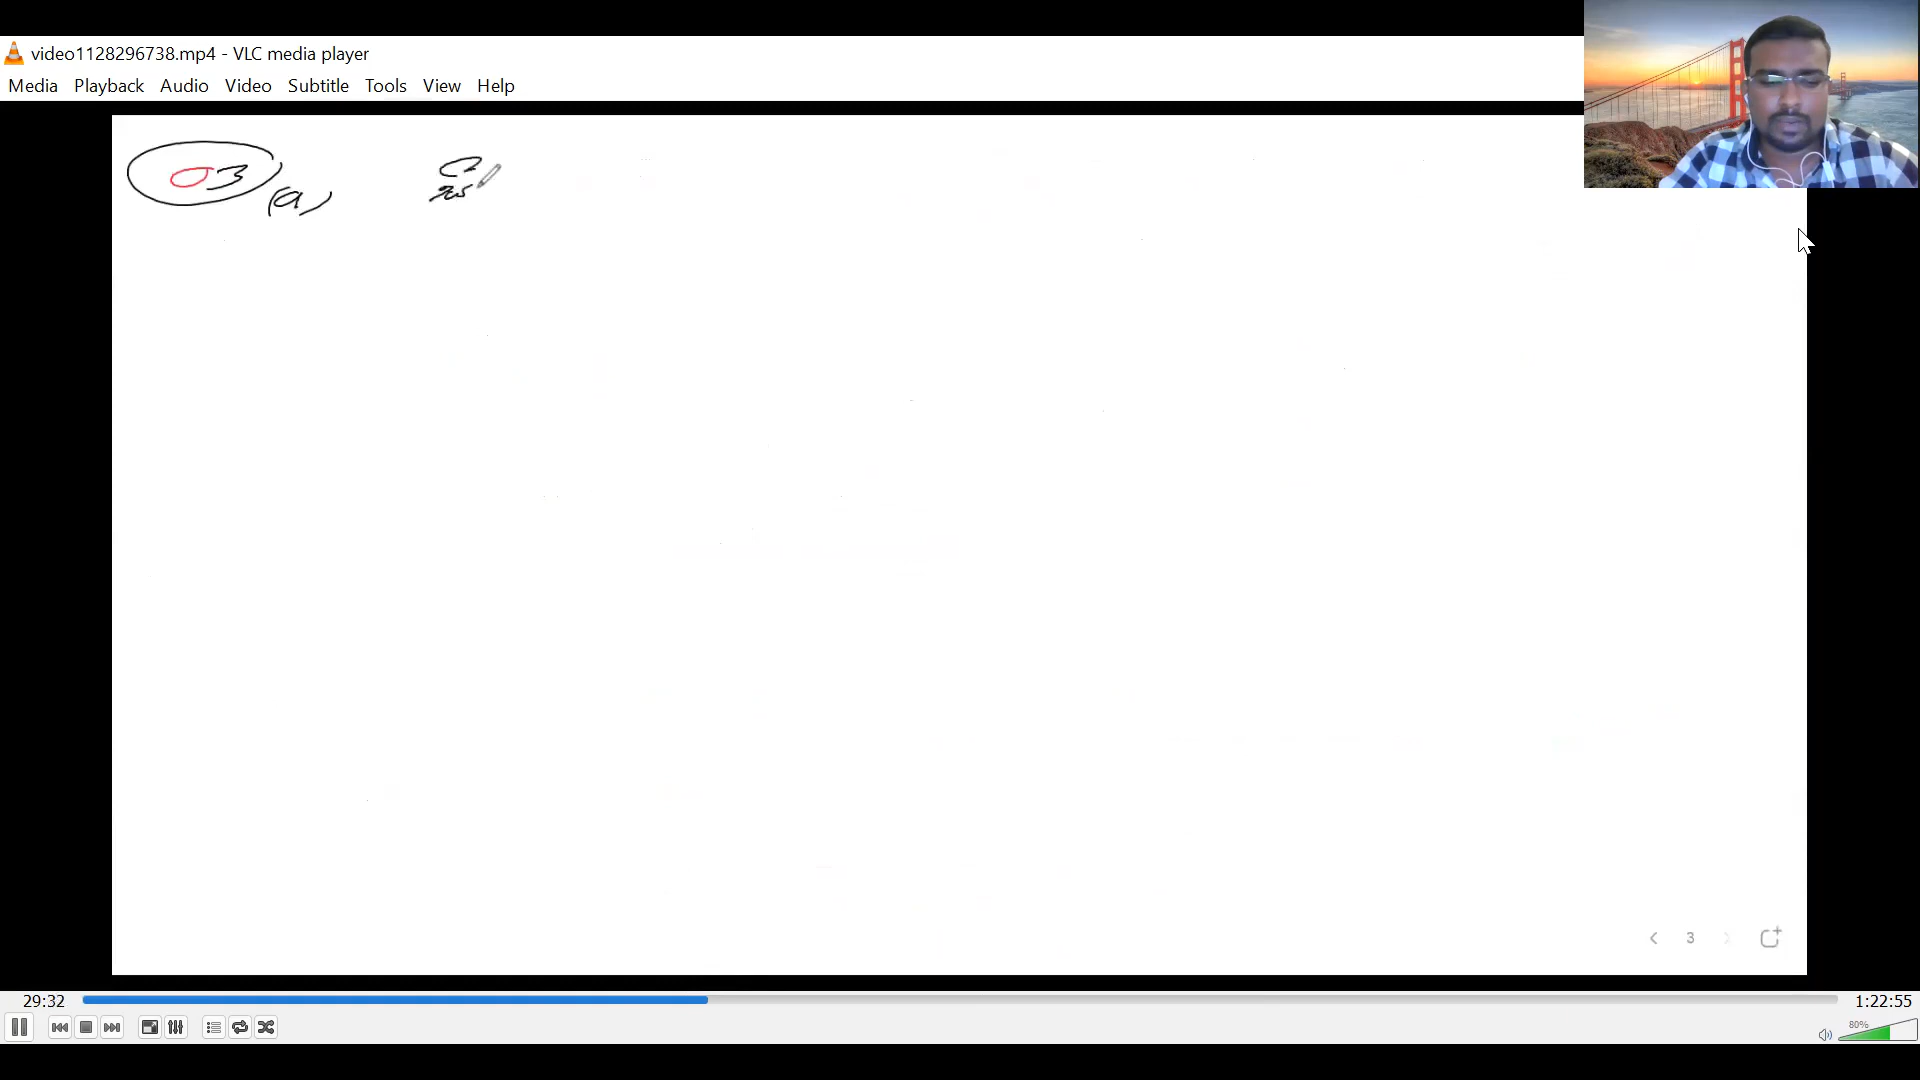 video1128296738.mp4 - VLC media player
Media Playback Audio Video Subtitle Tools View Help
03
(a)
3
29:32
1:22:55
80%